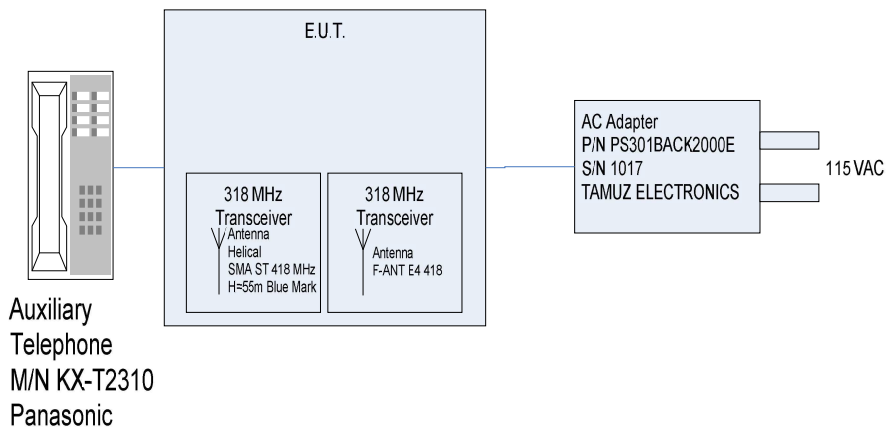 E.U.T.
318 MHz
Transceiver
Antenna
Helical
SMA ST 418 MHz
H=55m Blue Mark
318 MHz
Transceiver
Antenna
F-ANT E4 418
AC Adapter
P/N PS301BACK2000E
S/N 1017
TAMUZ ELECTRONICS
115 VAC
Auxiliary
Telephone
M/N KX-T2310
Panasonic